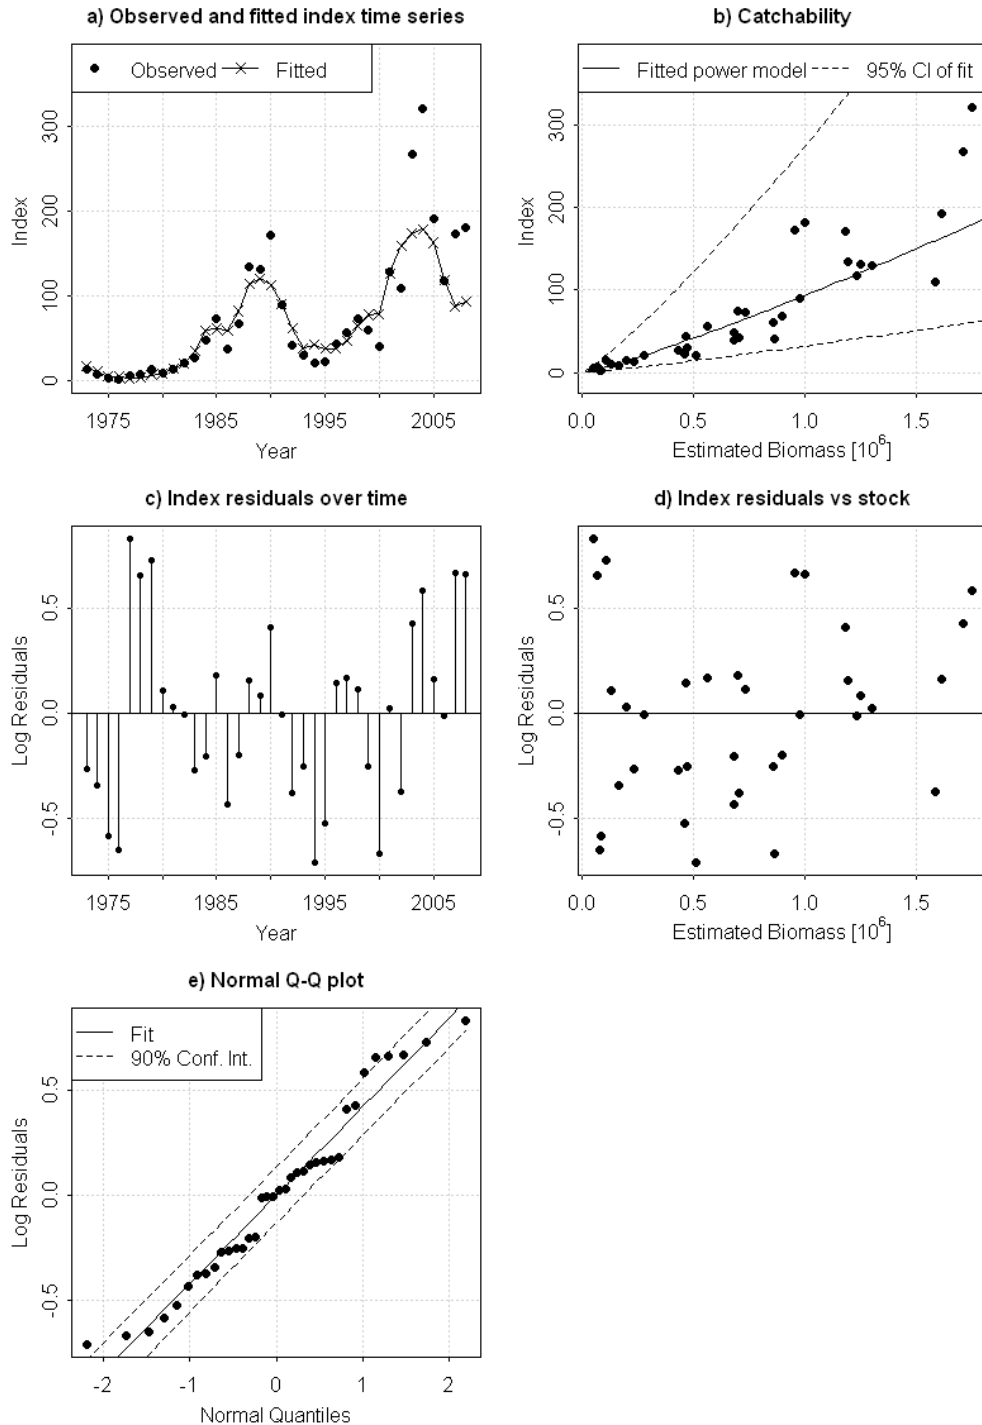 a) Observed and fitted index time series
Observed Fitted
300
200
100
0
Index
1975 1985 1995 2005
Year
b) Catchability
Fitted power model 95% CI of fit
300
200
100
0
Index
0.0 0.5 1.0 1.5
Estimated Biomass [10^6]
c) Index residuals over time
0.5
0.0
-0.5
Log Residuals
1975 1985 1995 2005
Year
d) Index residuals vs stock
0.5
0.0
-0.5
Log Residuals
0.0 0.5 1.0 1.5
Estimated Biomass [10^6]
e) Normal Q-Q plot
Fit
90% Conf. Int.
0.5
0.0
-0.5
Log Residuals
-2 -1 0 1 2
Normal Quantiles